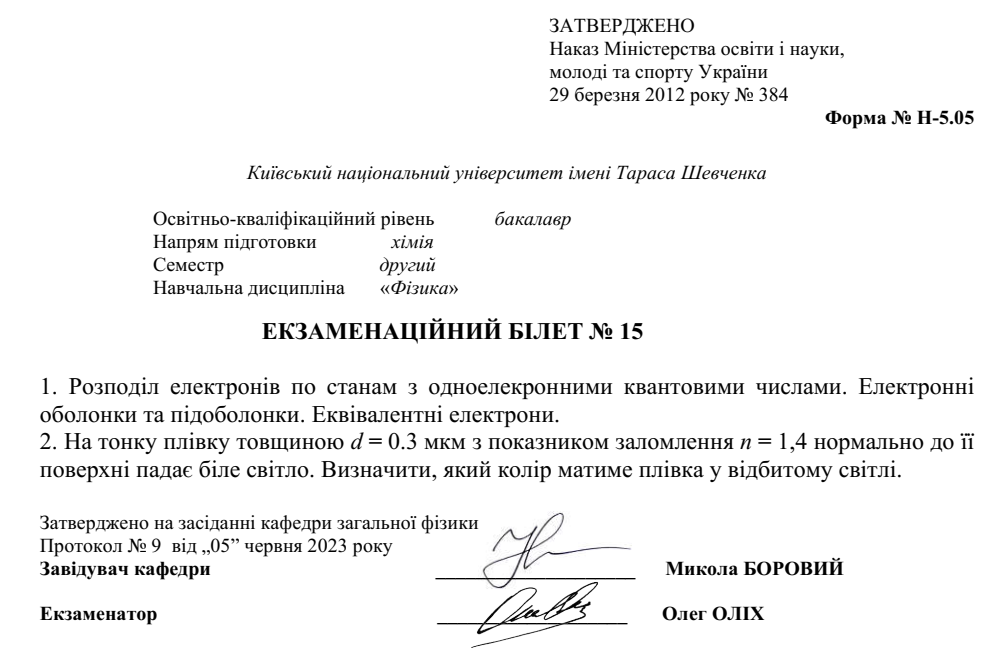 ЗАТВЕРДЖЕНО
Наказ Міністерства освіти і науки,
молоді та спорту України
29 березня 2012 року № 384
Форма № Н-5.05
Київський національний університет імені Тараса Шевченка
Освітньо-кваліфікаційний рівень бакалавр
Напрям підготовки хімія
Семестр другий
Навчальна дисципліна «Фізика»
ЕКЗАМЕНАЦІЙНИЙ БІЛЕТ № 15
1. Розподіл електронів по станам з одноелекронними квантовими числами. Електронні
оболонки та підоболонки. Еквівалентні електрони.
2. На тонку плівку товщиною d = 0.3 мкм з показником заломлення n = 1,4 нормально до її
поверхні падає біле світло. Визначити, який колір матиме плівка у відбитому світлі.
Затверджено на засіданні кафедри загальної фізики
Протокол № 9 від „05” червня 2023 року
Завідувач кафедри Микола БОРОВИЙ
Екзаменатор Олег ОЛІХ